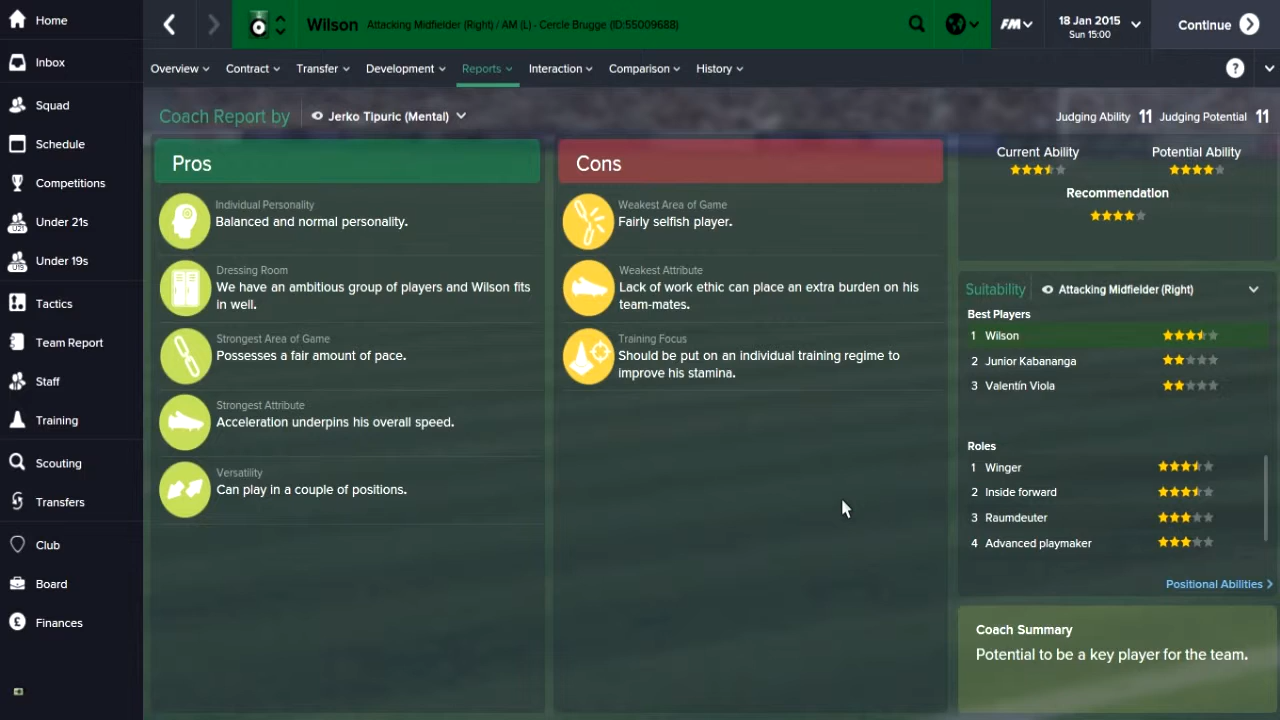 Home
Inbox
Squad
Schedule
Competitions
U21
Under 21s
U19
Under 19s
Tactics
Team Report
Staff
Training
Scouting
Transfers
Club
Board
Finances
Wilson Attacking Midfielder (Right) / AM (L) - Cercle Brugge (ID:55009688)
FM
18 Jan 2015
Sun 15:00
Continue
Overview Contract Transfer Development Reports Interaction Comparison History
?
Coach Report by Jerko Tipuric (Mental)
Judging Ability 11 Judging Potential 11
Pros
Individual Personality
Balanced and normal personality.
Dressing Room
We have an ambitious group of players and Wilson fits
in well.
Strongest Area of Game
Possesses a fair amount of pace.
Strongest Attribute
Acceleration underpins his overall speed.
Versatility
Can play in a couple of positions.
Cons
Weakest Area of Game
Fairly selfish player.
Weakest Attribute
Lack of work ethic can place an extra burden on his
team-mates.
Training Focus
Should be put on an individual training regime to
improve his stamina.
Current Ability Potential Ability
Recommendation
Suitability Attacking Midfielder (Right)
Best Players
1 Wilson
2 Junior Kabananga
3 Valentín Viola
Roles
1 Winger
2 Inside forward
3 Raumdeuter
4 Advanced playmaker
Positional Abilities
Coach Summary
Potential to be a key player for the team.